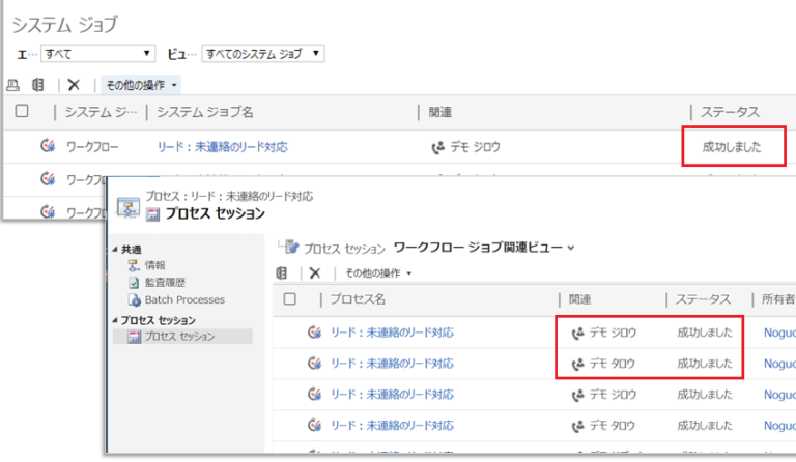 システム ジョブ
エ… すべて ビュ… すべてのシステム ジョブ
その他の操作
システム ジ… システム ジョブ名 関連 ステータス
ワークフロー リード : 未連絡のリード対応 デモ ジロウ 成功しました
ワークフロ
ワークフロ
プロセス : リード : 未連絡のリード対応
プロセス セッション
共通
情報
監査履歴
Batch Processes
プロセス セッション
プロセス セッション
プロセス セッション ワークフロー ジョブ関連ビュー
その他の操作
プロセス名 関連 ステータス 所有者
リード : 未連絡のリード対応 デモ ジロウ 成功しました Noguc
リード : 未連絡のリード対応 デモ タロウ 成功しました Noguc
リード : 未連絡のリード対応 デモ ジロウ 成功しました Noguc
リード : 未連絡のリード対応 デモ タロウ 成功しました Noguc